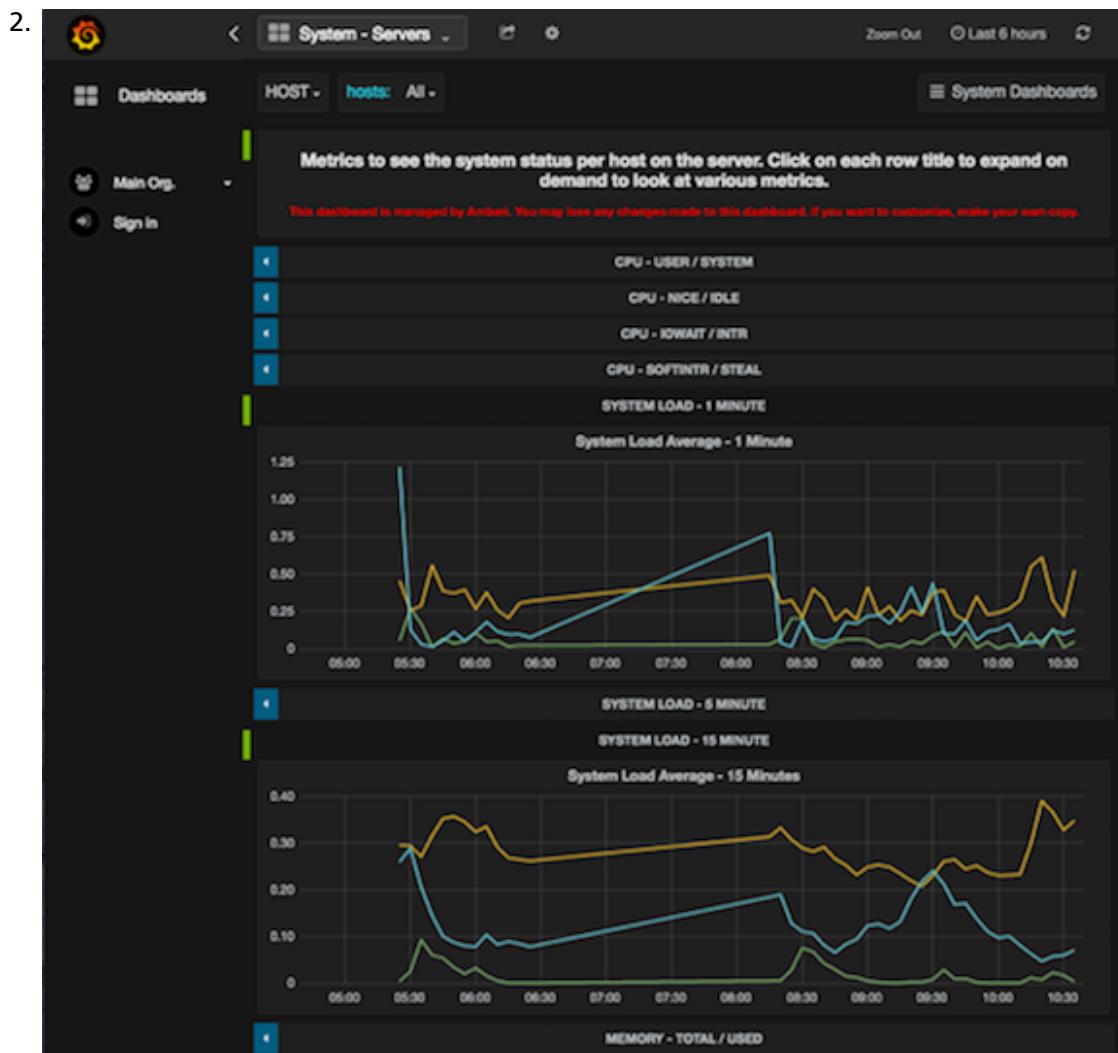 2.
System - Servers
Zoom Out
Last 6 hours
Dashboards
HOST
hosts:
All
System Dashboards
Main Org.
Sign in
Metrics to see the system status per host on the server. Click on each row title to expand on
demand to look at various metrics.
This dashboard is managed by Ambari. You may lose any changes made to this dashboard. If you want to customize, make your own copy.
CPU - USER / SYSTEM
CPU - NICE / IDLE
CPU - IOWAIT / INTR
CPU - SOFTINTR / STEAL
SYSTEM LOAD - 1 MINUTE
System Load Average - 1 Minute
1.25
1.00
0.75
0.50
0.25
0
05:00 05:30 06:00 06:30 07:00 07:30 08:00 08:30 09:00 09:30 10:00 10:30
SYSTEM LOAD - 5 MINUTE
SYSTEM LOAD - 15 MINUTE
System Load Average - 15 Minutes
0.40
0.30
0.20
0.10
0
05:00 05:30 06:00 06:30 07:00 07:30 08:00 08:30 09:00 09:30 10:00 10:30
MEMORY - TOTAL / USED